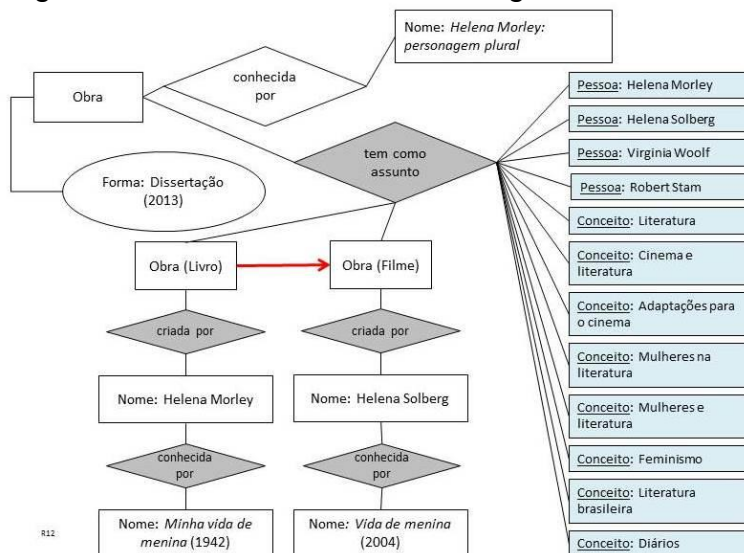 Nome: Helena Morley:
personagem plural
conhecida
por
Obra
Pessoa: Helena Morley
Pessoa: Helena Solberg
tem como
assunto
Pessoa: Virginia Woolf
Forma: Dissertação
(2013)
Pessoa: Robert Stam
Conceito: Literatura
Obra (Livro)
Obra (Filme)
Conceito: Cinema e
literatura
Conceito: Adaptações para
o cinema
criada por
criada por
Conceito: Mulheres na
literatura
Nome: Helena Morley
Nome: Helena Solberg
Conceito: Mulheres e
literatura
conhecida
por
conhecida
por
Conceito: Feminismo
Conceito: Literatura
brasileira
R12
Nome: Minha vida de
menina (1942)
Nome: Vida de menina
(2004)
Conceito: Diários